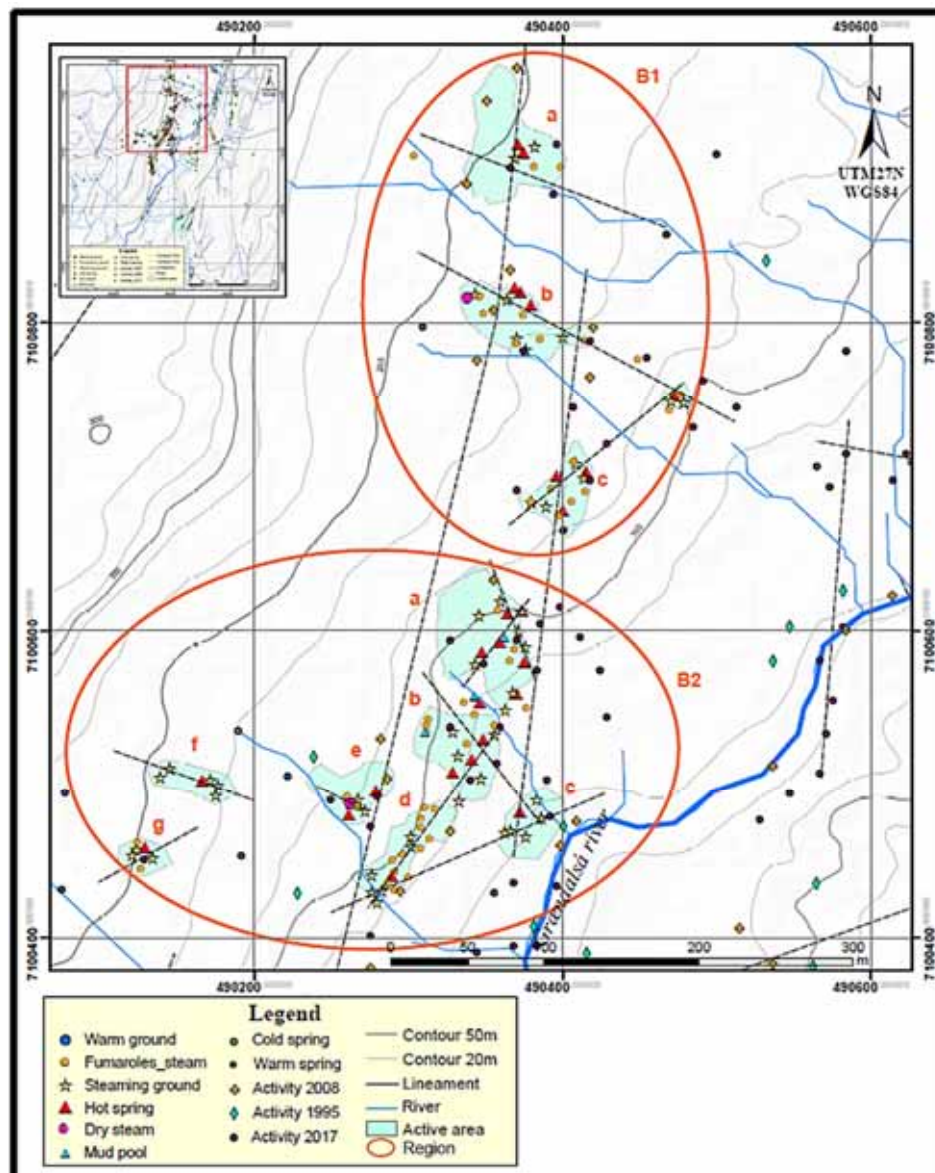 490200
490400
490600
B1
a
N
UTM27N
WGS84
b
7100800
7100800
c
a
7100600
7100600
B2
b
f
e
c
d
g
7100400
0 50 100 200 300
m
7100400
490200
490400
490600
Legend
Warm ground
Fumaroles_steam
Steaming ground
Hot spring
Dry steam
Mud pool
Cold spring
Warm spring
Activity 2008
Activity 1995
Activity 2017
Contour 50m
Contour 20m
Lineament
River
Active area
Region